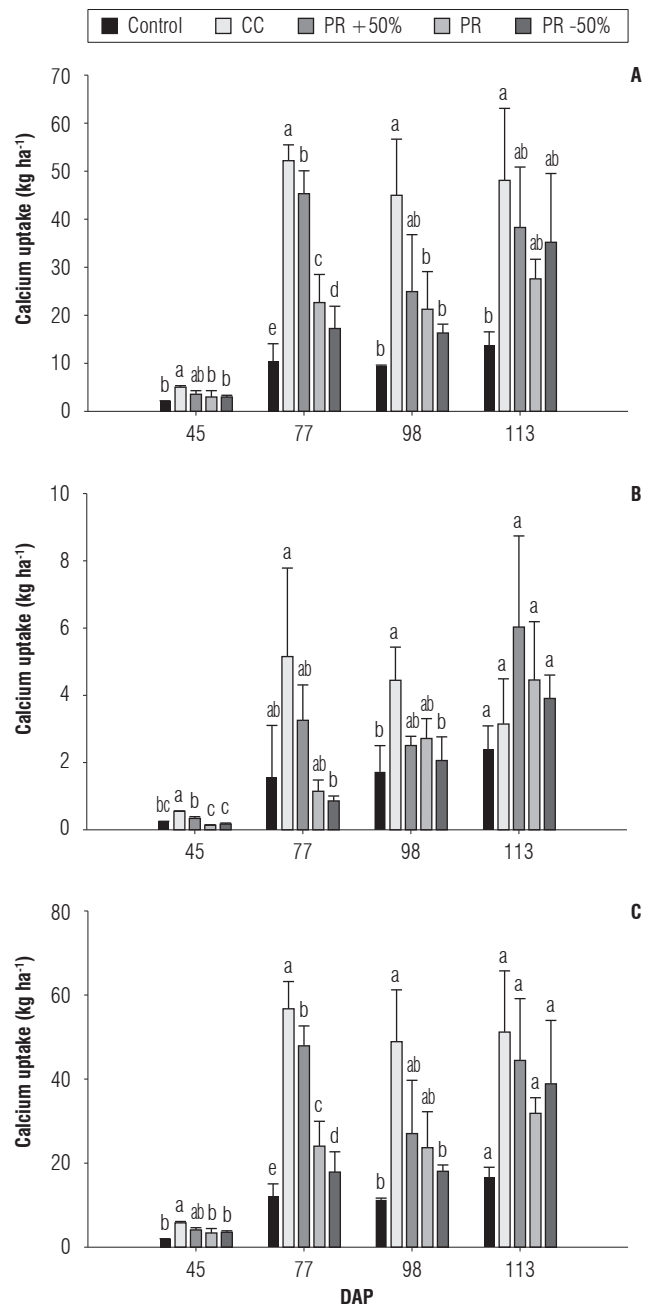 Control CC PR +50% PR PR -50%
A
Calcium uptake (kg ha⁻¹)
70
60
50
40
30
20
10
0
b a ab b b
e a b c d
b a ab b b
b a ab ab ab
45 77 98 113
B
Calcium uptake (kg ha⁻¹)
10
8
6
4
2
0
bc a b c c
ab a ab ab b
b a ab ab b
a a a a a
45 77 98 113
C
Calcium uptake (kg ha⁻¹)
80
60
40
20
0
b a ab b b
e a b c d
b a ab ab b
a a a a a
45 77 98 113
DAP